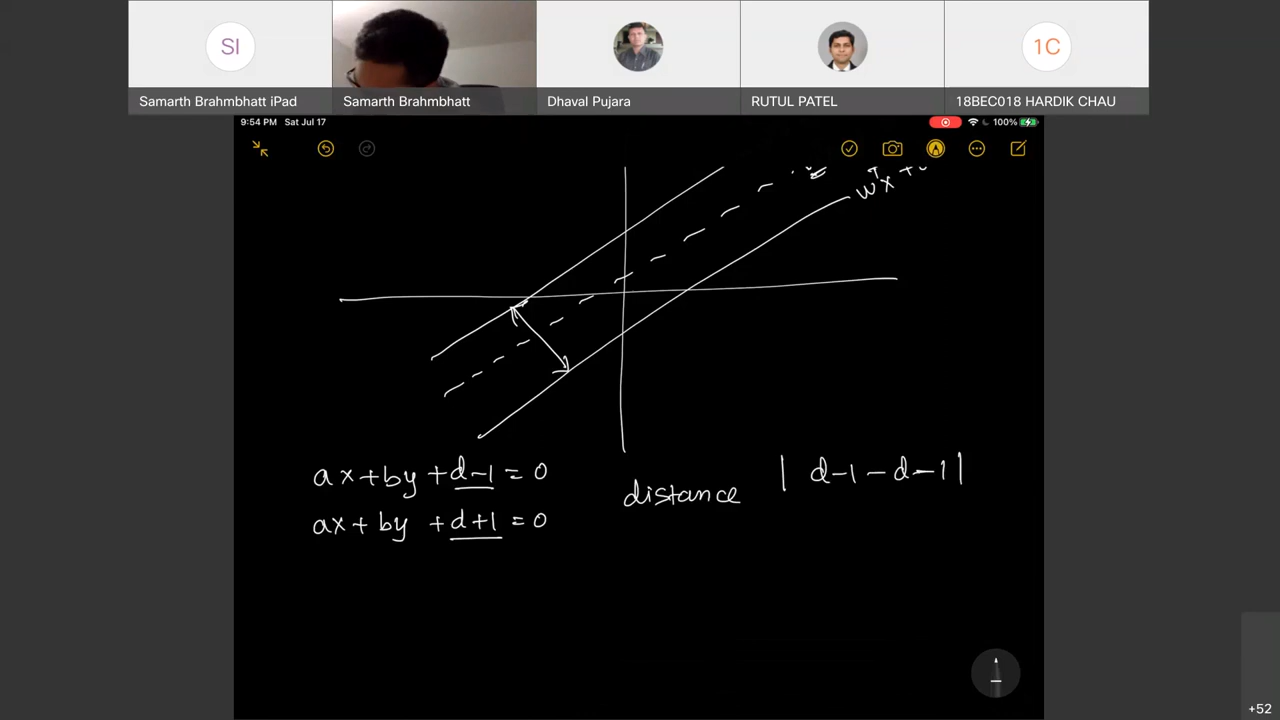 SI
1C
Samarth Brahmbhatt iPad
Samarth Brahmbhatt
Dhaval Pujara
RUTUL PATEL
18BEC018 HARDIK CHAU
9:54 PM Sat Jul 17
100%
ax+by+d-1=0
distance
| d-1-d-1|
ax+by+d+1=0
+52